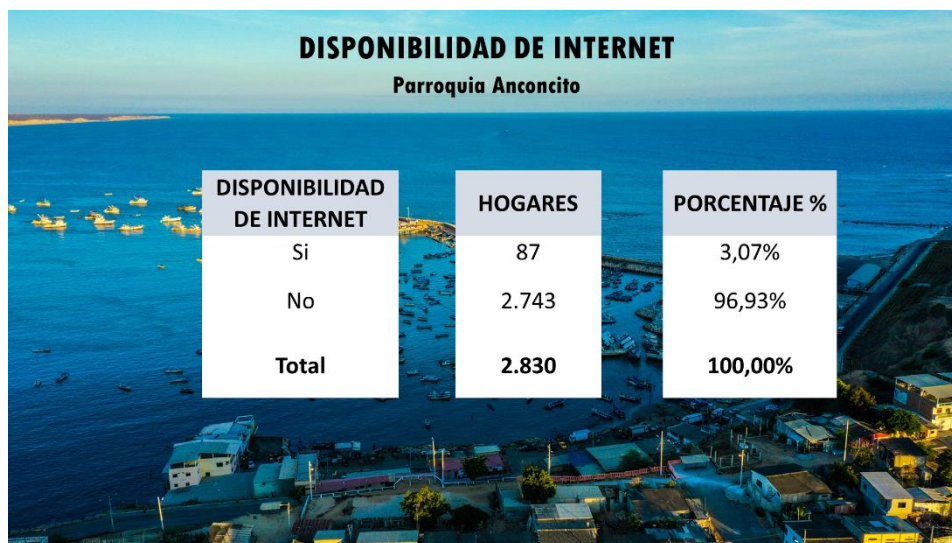 DISPONIBILIDAD DE INTERNET
Parroquia Anconcito
DISPONIBILIDAD DE INTERNET HOGARES PORCENTAJE %
Si 87 3,07%
No 2.743 96,93%
Total 2.830 100,00%